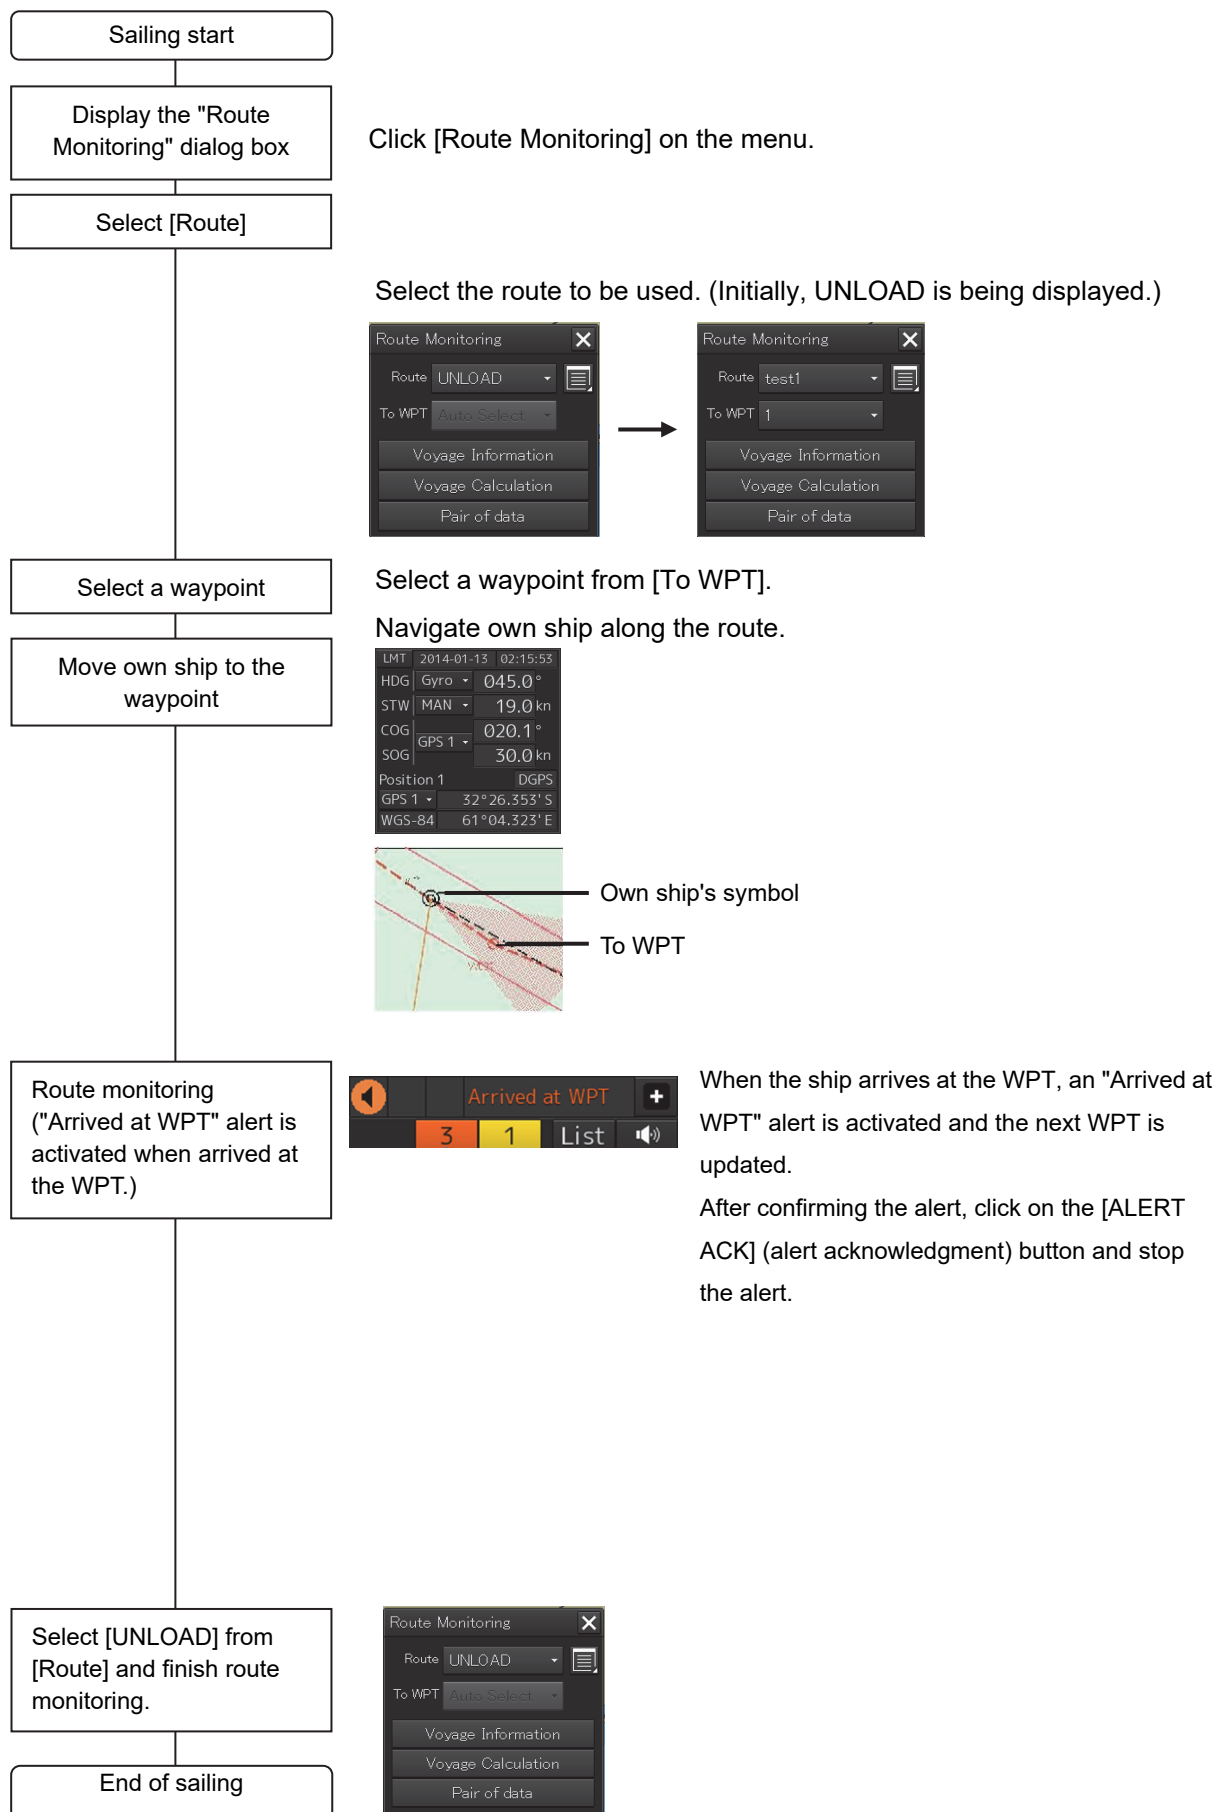 Sailing start
Display the "Route
Monitoring" dialog box
Click [Route Monitoring] on the menu.
Select [Route]
Select the route to be used. (Initially, UNLOAD is being displayed.)
Route Monitoring
Route UNLOAD
To WPT Auto Select
Voyage Information
Voyage Calculation
Pair of data
Route Monitoring
Route test1
To WPT 1
Voyage Information
Voyage Calculation
Pair of data
Select a waypoint
Select a waypoint from [To WPT].
Move own ship to the
waypoint
Navigate own ship along the route.
LMT 2014-01-13 02:15:53
HDG Gyro 045.0°
STW MAN 19.0 kn
COG GPS 1 020.1°
SOG 30.0 kn
Position 1 DGPS
GPS 1 32°26.353'S
WGS-84 61°04.323'E
Own ship's symbol
To WPT
Route monitoring
("Arrived at WPT" alert is
activated when arrived at
the WPT.)
Arrived at WPT
3 1 List
When the ship arrives at the WPT, an "Arrived at
WPT" alert is activated and the next WPT is
updated.
After confirming the alert, click on the [ALERT
ACK] (alert acknowledgment) button and stop
the alert.
Select [UNLOAD] from
[Route] and finish route
monitoring.
Route Monitoring
Route UNLOAD
To WPT Auto Select
Voyage Information
Voyage Calculation
Pair of data
End of sailing